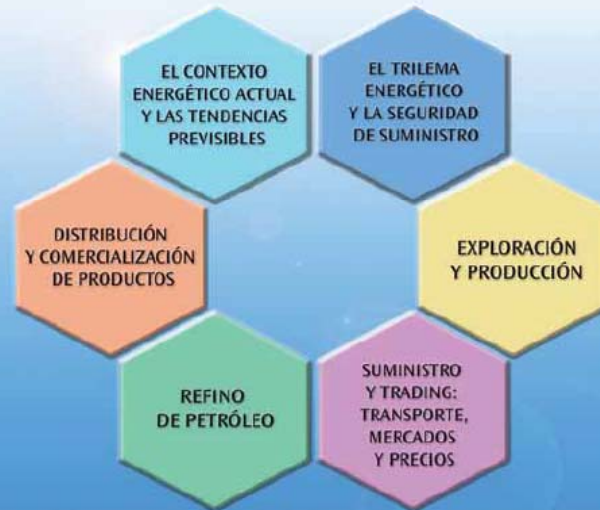 EL CONTEXTO
ENERGÉTICO ACTUAL
Y LAS TENDENCIAS
PREVISIBLES
EL TRILEMA
ENERGÉTICO
Y LA SEGURIDAD
DE SUMINISTRO
DISTRIBUCIÓN
Y COMERCIALIZACIÓN
DE PRODUCTOS
EXPLORACIÓN
Y PRODUCCIÓN
REFINO
DE PETRÓLEO
SUMINISTRO
Y TRADING:
TRANSPORTE,
MERCADOS
Y PRECIOS